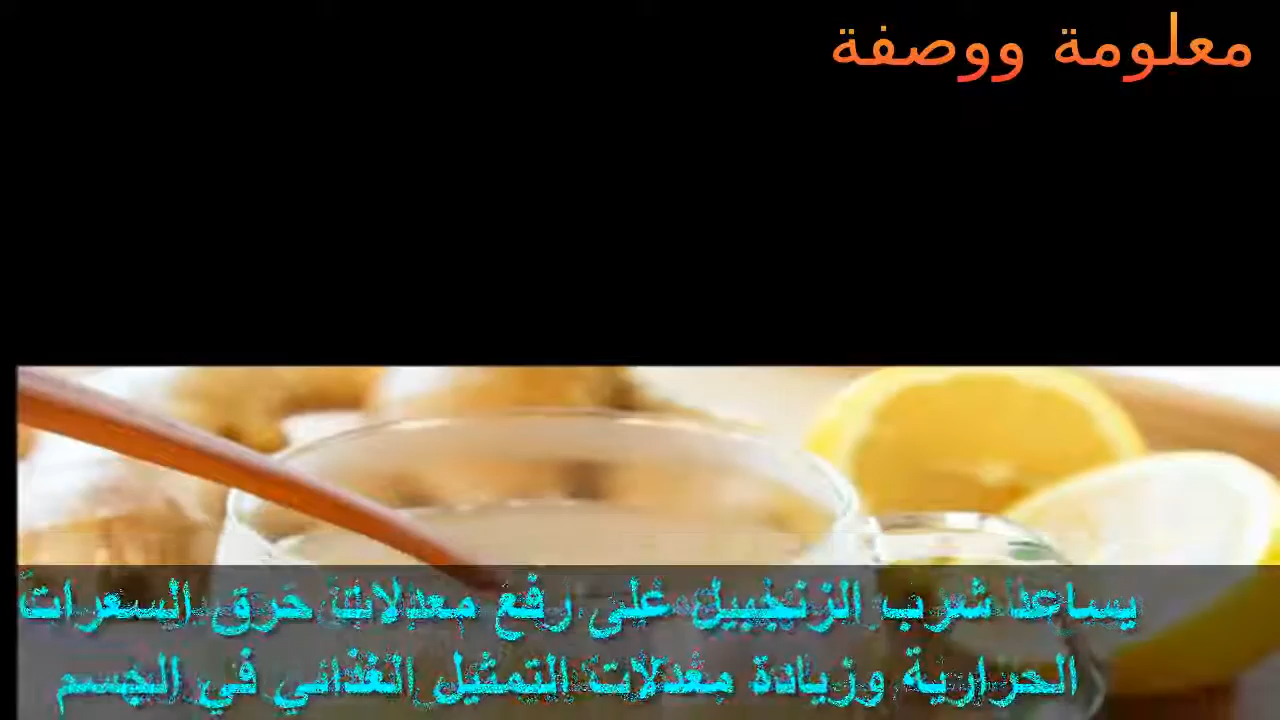 معلومة ووصفة
يساعد شرب الزنجبيل على رفع معدلات حرق السعرات
الحرارية وزيادة معدلات التمثيل الغذائي في الجسم